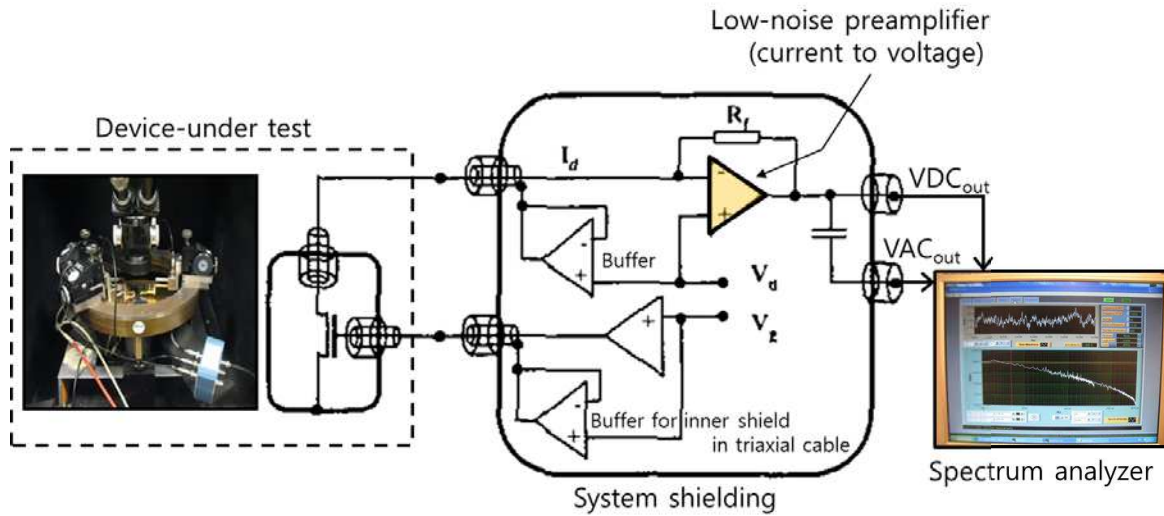 Low-noise preamplifier
(current to voltage)
Device-under test
R_f
I_d
-
+
VDC_out
Buffer
-
+
V_d
VAC_out
V_g
+
-
+
Buffer for inner shield
in triaxial cable
System shielding
Spectrum analyzer